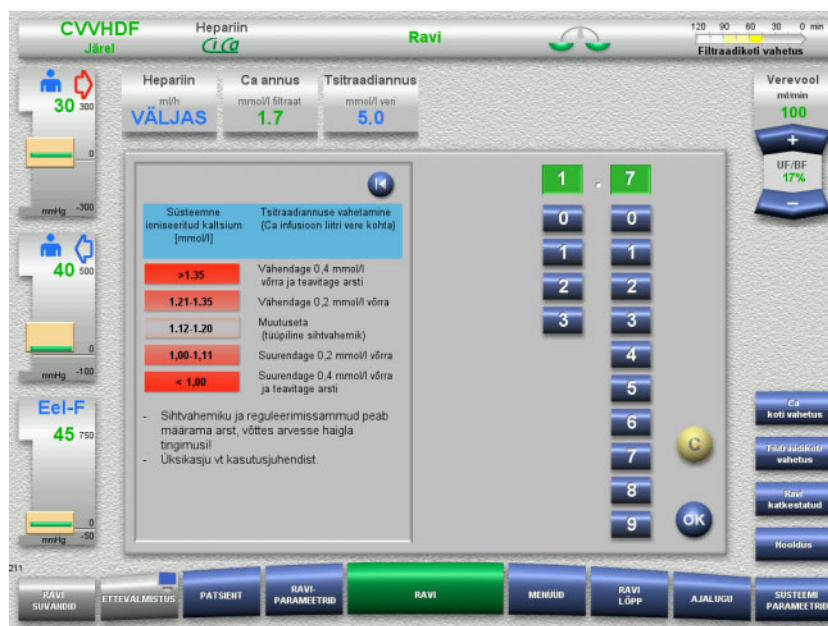 CVVHDF
Järel
Heparin
CiCa
Ravi
120 90 60 30 0 min
Filtraadikoti vahetus
30 300
0
mmHg -300
40 500
0
mmHg -100
Eel-F
45 750
0
mmHg -50
Hepariin
ml/h
VÄLJAS
Ca annus
mmol/l filtraat
1.7
Tsitraadiannus
mmol/l veri
5.0
Verevool
ml/min
100
+
UF/BF
17%
–
Süsteemne
ioniseeritud kaltsium
[mmol/l]
Tsitraadiannuse vahetamine
(Ca infusioon liitri vere kohta)
>1.35
Vähendage 0,4 mmol/l
võrra ja teavitage arsti
1.21-1.35
Vähendage 0,2 mmol/l võrra
1.12-1.20
Muutuseta
(tüüpiline sihtvahemik)
1,00-1,11
Suurendage 0,2 mmol/l võrra
< 1,00
Suurendage 0,4 mmol/l võrra
ja teavitage arsti
- Sihtvahemiku ja reguleerimissammud peab
määrama arst, võttes arvesse haigla
tingimusi!
- Üksikasju vt kasutusjuhendist.
1 . 7
0 0
1 1
2 2
3 3
4
5
6
7
8
9
C
OK
Ca
koti vahetus
Tsitraadikoti
vahetus
Ravi
katkestatud
Hooldus
211
RAVI
SUVANDID
ETTEVALMISTUS
PATSIENT
RAVI-
PARAMEETRID
RAVI
MENÜÜD
RAVI
LÕPP
AJALUGU
SÜSTEEMI
PARAMEETRID